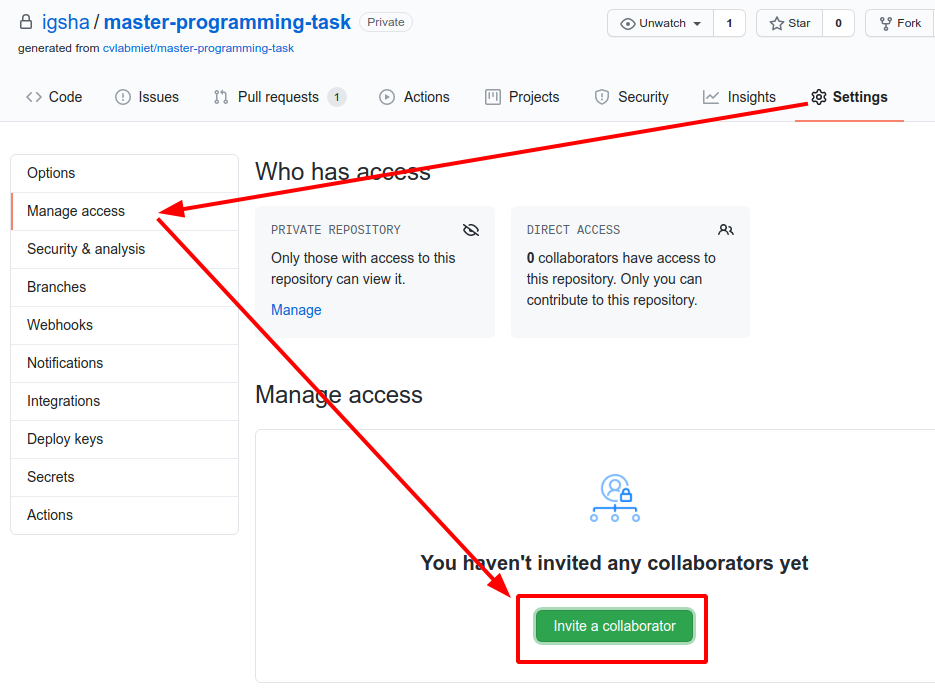 igsha / master-programming-task Private
Unwatch 1 Star 0 Fork
generated from cvlabmiet/master-programming-task
Code Issues Pull requests 1 Actions Projects Security Insights Settings
Options
Manage access
Security & analysis
Branches
Webhooks
Notifications
Integrations
Deploy keys
Secrets
Actions
Who has access
PRIVATE REPOSITORY
Only those with access to this
repository can view it.
Manage
DIRECT ACCESS
0 collaborators have access to
this repository. Only you can
contribute to this repository.
Manage access
You haven't invited any collaborators yet
Invite a collaborator